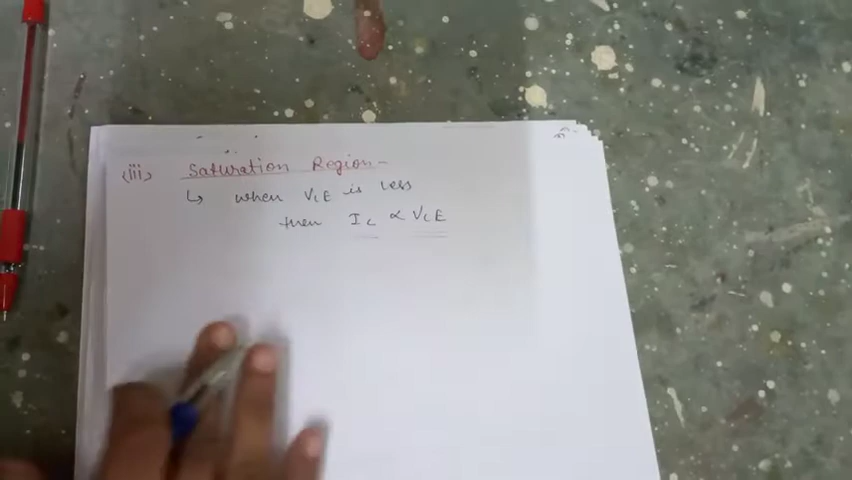 (iii) Saturation Region-
↳ when VCE is less
then IC ∝ VCE